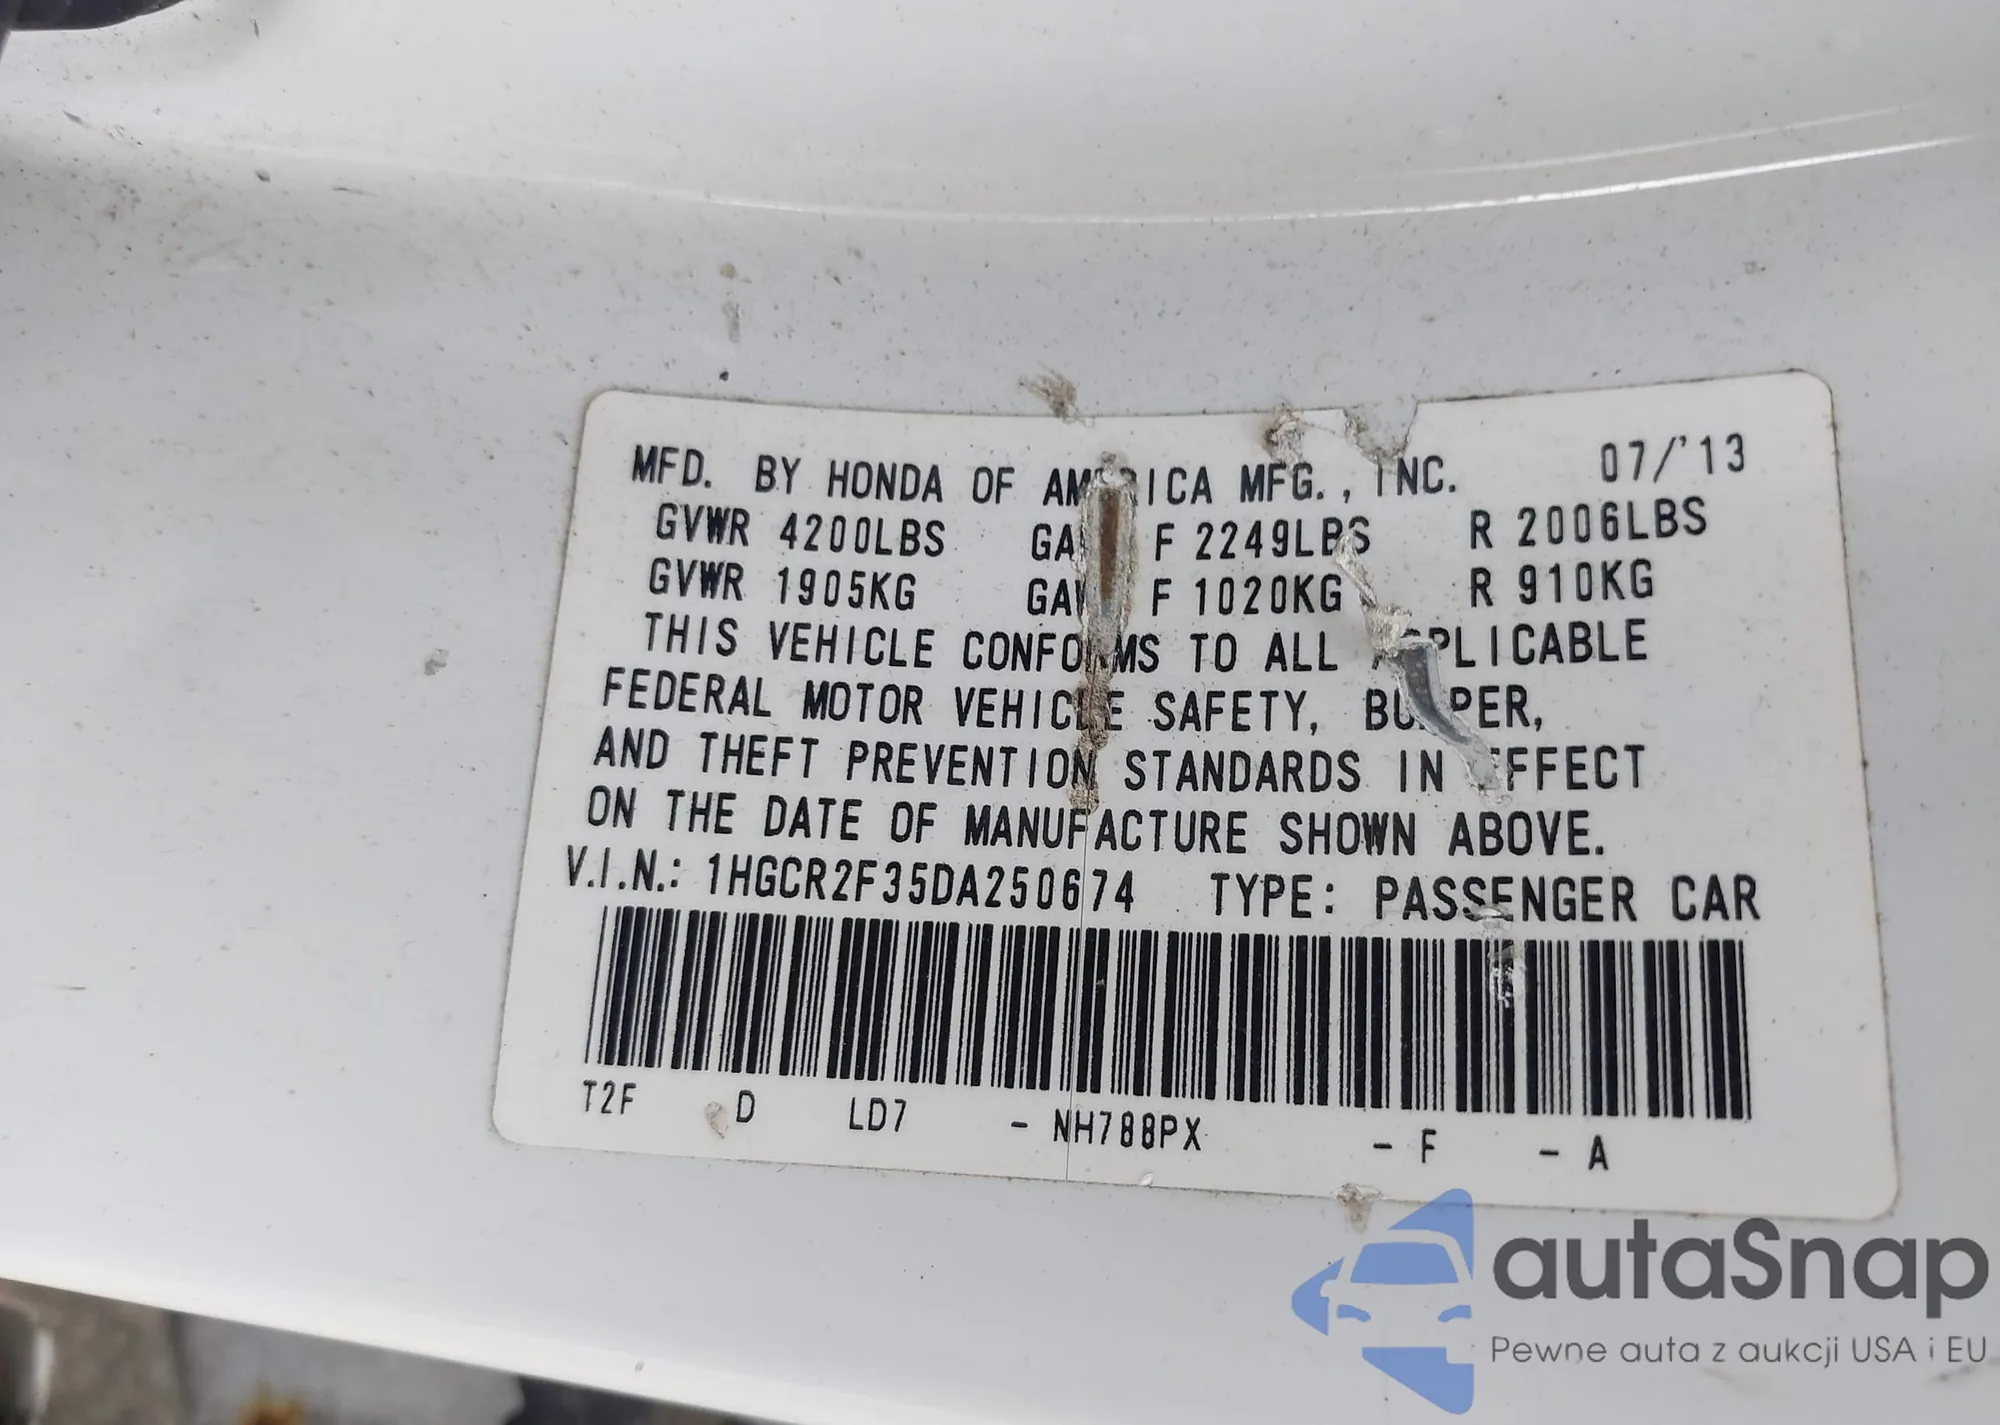 MFD. BY HONDA OF AMERICA MFG., INC. 07/'13
GVWR 4200LBS GA F 2249LBS R 2006LBS
GVWR 1905KG GAW F 1020KG R 910KG
THIS VEHICLE CONFORMS TO ALL APPLICABLE
FEDERAL MOTOR VEHICLE SAFETY, BUMPER,
AND THEFT PREVENTION STANDARDS IN EFFECT
ON THE DATE OF MANUFACTURE SHOWN ABOVE.
V.I.N.: 1HGCR2F35DA250674 TYPE: PASSENGER CAR
T2F D LD7 - NH788PX - F - A
autaSnap
Pewne auta z aukcji USA i EU